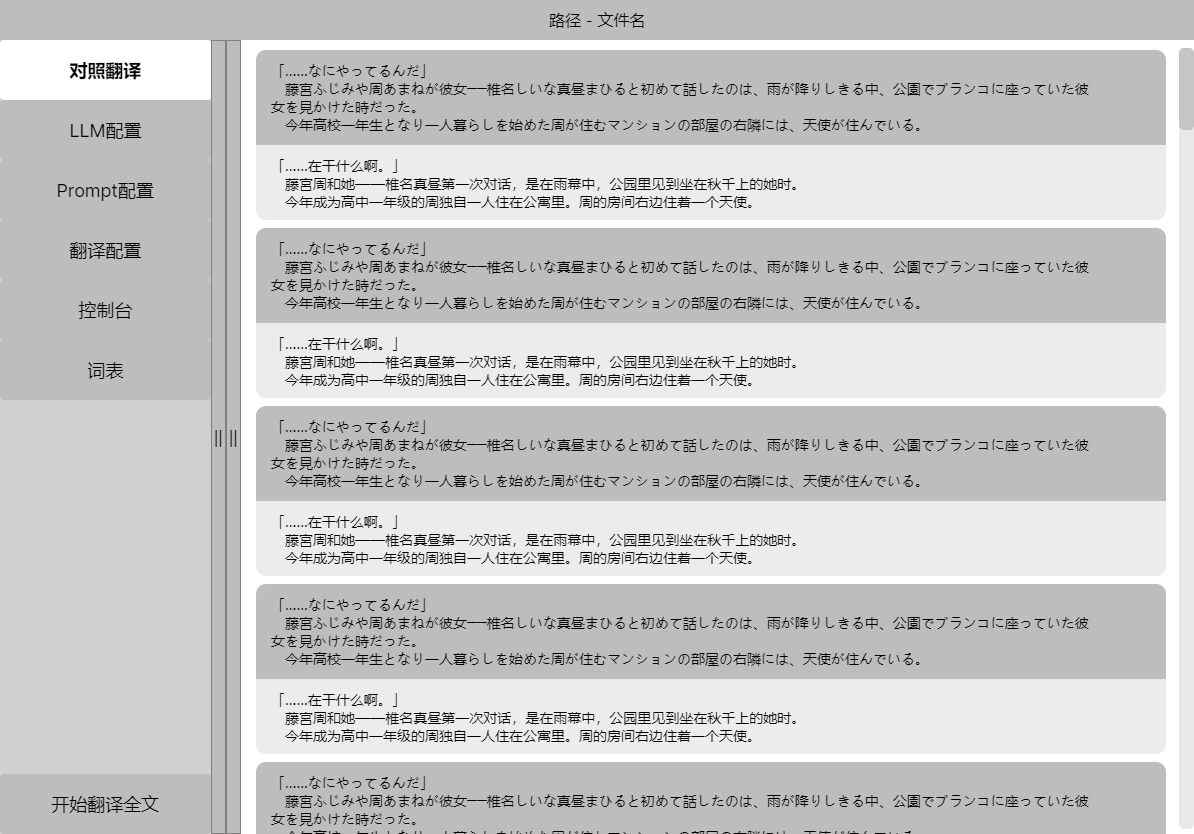 路径 - 文件名
对照翻译
LLM配置
Prompt配置
翻译配置
控制台
词表
开始翻译全文
||
||
「……なにやってるんだ」
藤宮ふじみや周あまねが彼女──椎名しいな真昼まひると初めて話したのは、雨が降りしきる中、公園でブランコに座っていた彼
女を見かけた時だった。
今年高校一年生となり一人暮らしを始めた周が住むマンションの部屋の右隣には、天使が住んでいる。
「……在干什么啊。」
藤宮周和她——椎名真昼第一次对话，是在雨幕中，公园里见到坐在秋千上的她时。
今年成为高中一年级的周独自一人住在公寓里。周的房间右边住着一个天使。
「……なにやってるんだ」
藤宮ふじみや周あまねが彼女──椎名しいな真昼まひると初めて話したのは、雨が降りしきる中、公園でブランコに座っていた彼
女を見かけた時だった。
今年高校一年生となり一人暮らしを始めた周が住むマンションの部屋の右隣には、天使が住んでいる。
「……在干什么啊。」
藤宮周和她——椎名真昼第一次对话，是在雨幕中，公园里见到坐在秋千上的她时。
今年成为高中一年级的周独自一人住在公寓里。周的房间右边住着一个天使。
「……なにやってるんだ」
藤宮ふじみや周あまねが彼女──椎名しいな真昼まひると初めて話したのは、雨が降りしきる中、公園でブランコに座っていた彼
女を見かけた時だった。
今年高校一年生となり一人暮らしを始めた周が住むマンションの部屋の右隣には、天使が住んでいる。
「……在干什么啊。」
藤宮周和她——椎名真昼第一次对话，是在雨幕中，公园里见到坐在秋千上的她时。
今年成为高中一年级的周独自一人住在公寓里。周的房间右边住着一个天使。
「……なにやってるんだ」
藤宮ふじみや周あまねが彼女──椎名しいな真昼まひると初めて話したのは、雨が降りしきる中、公園でブランコに座っていた彼
女を見かけた時だった。
今年高校一年生となり一人暮らしを始めた周が住むマンションの部屋の右隣には、天使が住んでいる。
「……在干什么啊。」
藤宮周和她——椎名真昼第一次对话，是在雨幕中，公园里见到坐在秋千上的她时。
今年成为高中一年级的周独自一人住在公寓里。周的房间右边住着一个天使。
「……なにやってるんだ」
藤宮ふじみや周あまねが彼女──椎名しいな真昼まひると初めて話したのは、雨が降りしきる中、公園でブランコに座っていた彼